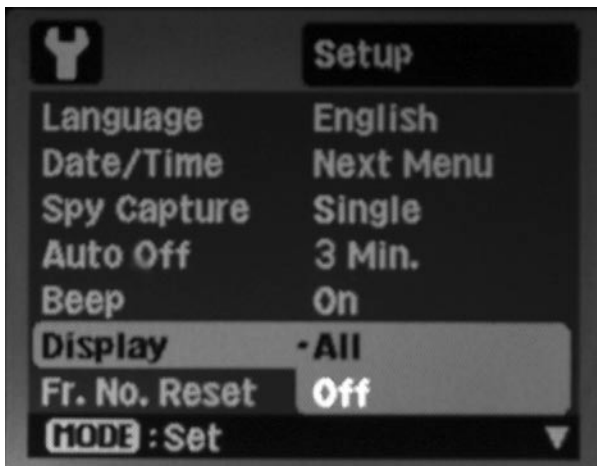 Setup
Language English
Date/Time Next Menu
Spy Capture Single
Auto Off 3 Min.
Beep On
Display ·All
Fr. No. Reset Off
MODE :Set